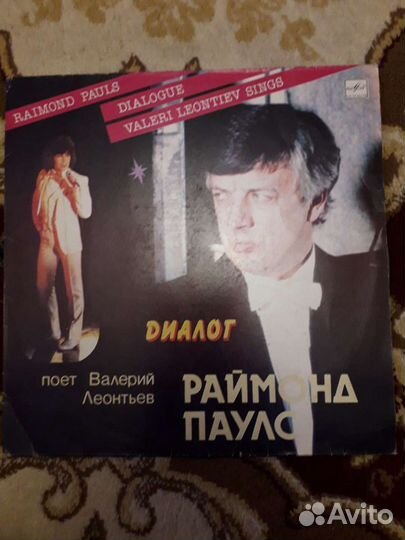 RAIMOND PAULS
DIALOGUE
VALERI LEONTIEV SINGS
ДИАЛОГ
поет Валерий
Леонтьев
РАЙМОНД
ПАУЛС
Avito